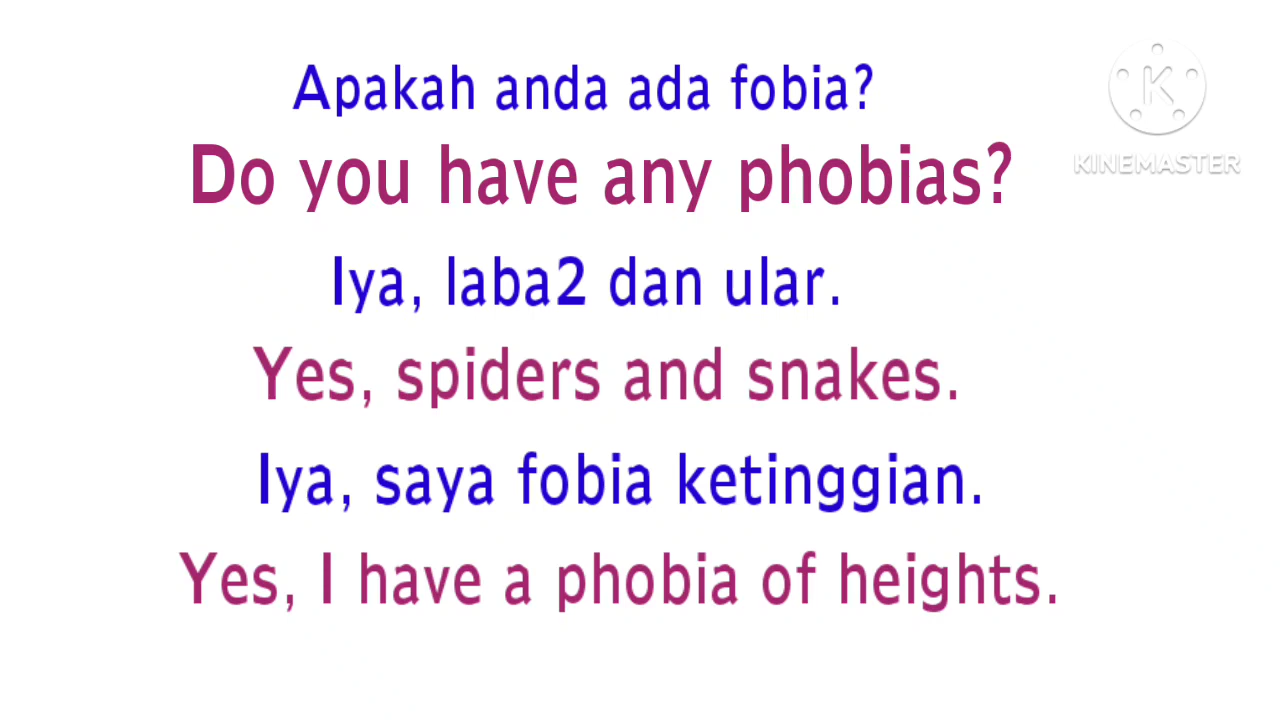 Apakah anda ada fobia?
Do you have any phobias?
Iya, laba2 dan ular.
Yes, spiders and snakes.
Iya, saya fobia ketinggian.
Yes, I have a phobia of heights.
K
KINEMASTER